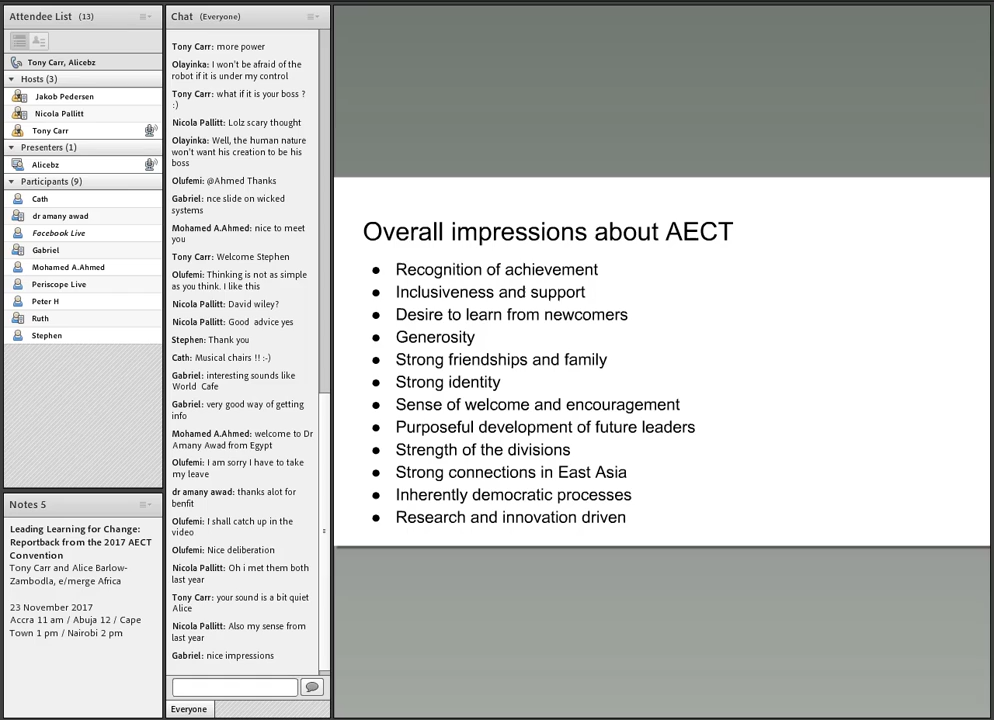 Attendee List (13)
Tony Carr, Alicebz
Hosts (3)
Jakob Pedersen
Nicola Pallitt
Tony Carr
Presenters (1)
Alicebz
Participants (9)
Cath
dr amany awad
Facebook Live
Gabriel
Mohamed A.Ahmed
Periscope Live
Peter H
Ruth
Stephen
Notes 5
Leading Learning for Change:
Reportback from the 2017 AECT
Convention
Tony Carr and Alice Barlow-
Zambodla, e/merge Africa
23 November 2017
Accra 11 am / Abuja 12 / Cape
Town 1 pm / Nairobi 2 pm
Chat (Everyone)
Tony Carr: more power
Olayinka: I won't be afraid of the
robot if it is under my control
Tony Carr: what if it is your boss ?
:)
Nicola Pallitt: Lolz scary thought
Olayinka: Well, the human nature
won't want his creation to be his
boss
Olufemi: @Ahmed Thanks
Gabriel: nce slide on wicked
systems
Mohamed A.Ahmed: nice to meet
you
Tony Carr: Welcome Stephen
Olufemi: Thinking is not as simple
as you think. I like this
Nicola Pallitt: David wiley?
Nicola Pallitt: Good advice yes
Stephen: Thank you
Cath: Musical chairs !! :-)
Gabriel: interesting sounds like
World Cafe
Gabriel: very good way of getting
info
Mohamed A.Ahmed: welcome to Dr
Amany Awad from Egypt
Olufemi: I am sorry I have to take
my leave
dr amany awad: thanks alot for
benfit
Olufemi: I shall catch up in the
video
Olufemi: Nice deliberation
Nicola Pallitt: Oh i met them both
last year
Tony Carr: your sound is a bit quiet
Alice
Nicola Pallitt: Also my sense from
last year
Gabriel: nice impressions
Everyone
Overall impressions about AECT
● Recognition of achievement
● Inclusiveness and support
● Desire to learn from newcomers
● Generosity
● Strong friendships and family
● Strong identity
● Sense of welcome and encouragement
● Purposeful development of future leaders
● Strength of the divisions
● Strong connections in East Asia
● Inherently democratic processes
● Research and innovation driven